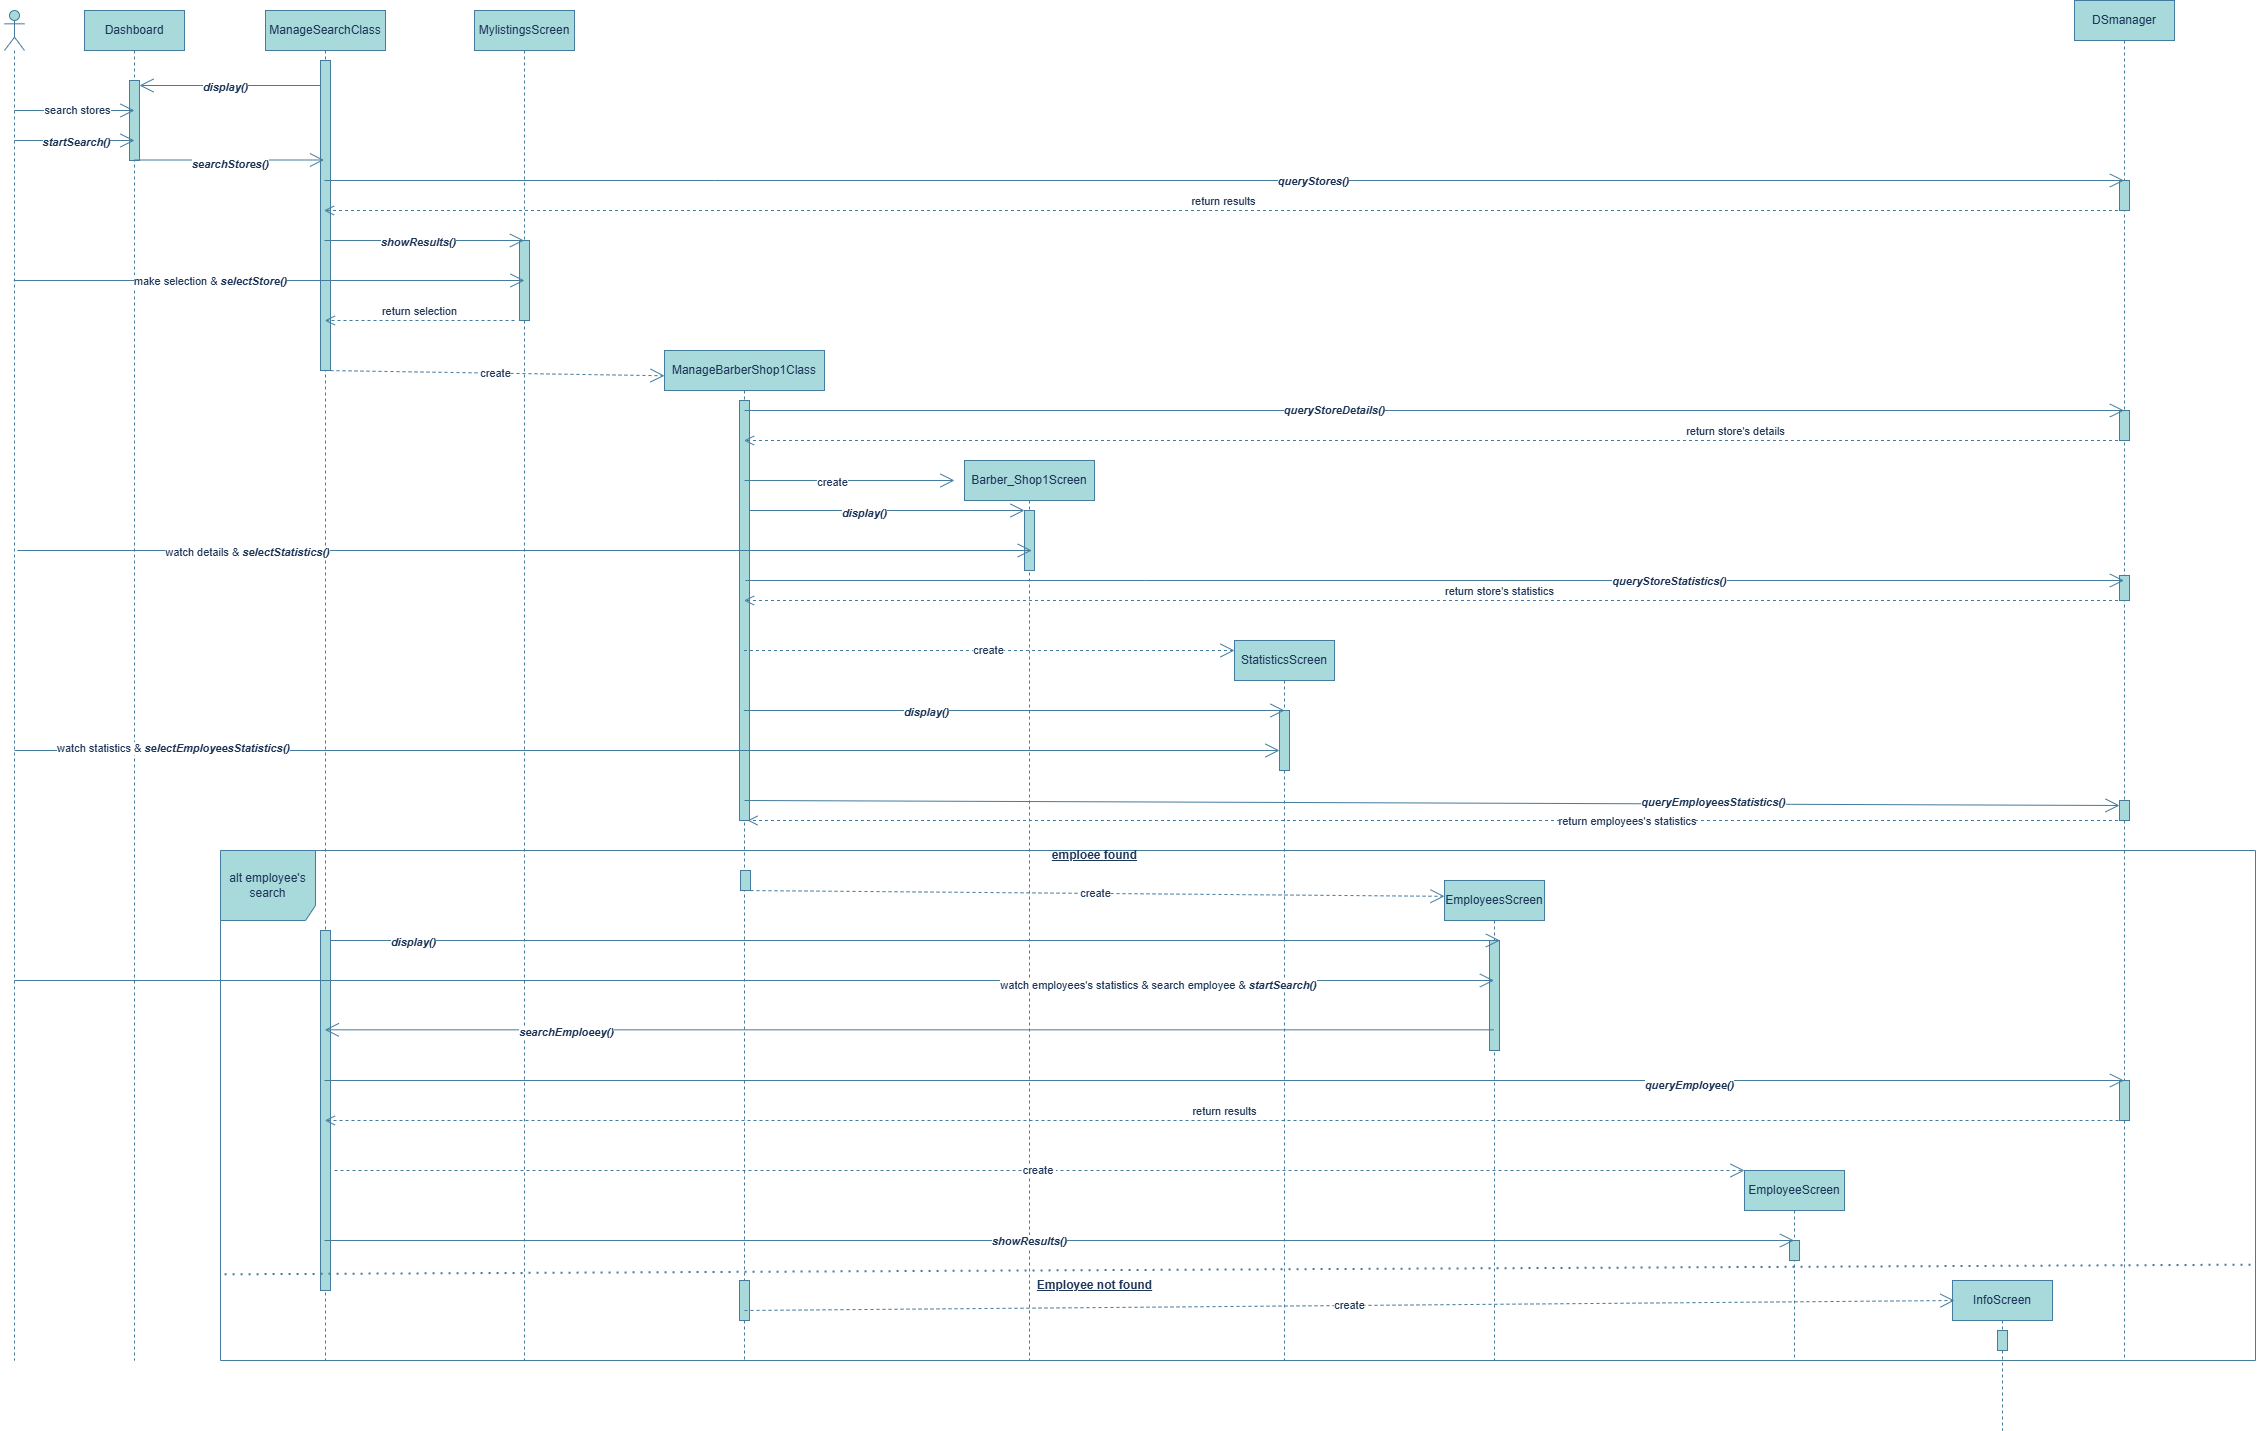 Dashboard
ManageSearchClass
MylistingsScreen
DSmanager
display()
search stores
startSearch()
searchStores()
queryStores()
return results
showResults()
make selection & selectStore()
return selection
create
ManageBarberShop1Class
queryStoreDetails()
return store's details
create
Barber_Shop1Screen
display()
watch details & selectStatistics()
queryStoreStatistics()
return store's statistics
create
StatisticsScreen
display()
watch statistics & selectEmployeesStatistics()
queryEmployeesStatistics()
return employees's statistics
emploee found
alt employee's
search
create
EmployeesScreen
display()
watch employees's statistics & search employee & startSearch()
searchEmploeey()
queryEmployee()
return results
create
EmployeeScreen
showResults()
Employee not found
create
InfoScreen